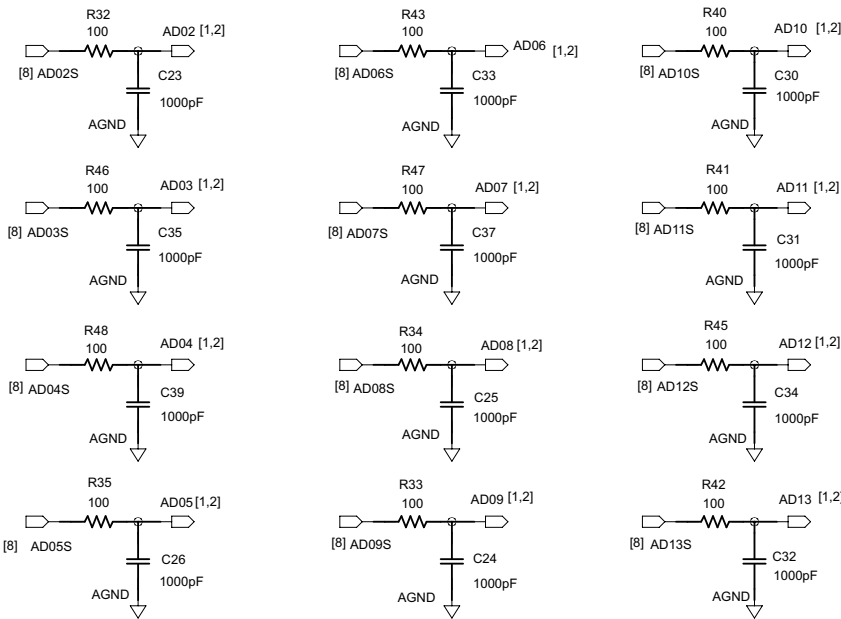 R32
100
AD02 [1,2]
[8] AD02S
C23
1000pF
AGND
R43
100
AD06 [1,2]
[8] AD06S
C33
1000pF
AGND
R40
100
AD10 [1,2]
[8] AD10S
C30
1000pF
AGND
R46
100
AD03 [1,2]
[8] AD03S
C35
1000pF
AGND
R47
100
AD07 [1,2]
[8] AD07S
C37
1000pF
AGND
R41
100
AD11 [1,2]
[8] AD11S
C31
1000pF
AGND
R48
100
AD04 [1,2]
[8] AD04S
C39
1000pF
AGND
R34
100
AD08 [1,2]
[8] AD08S
C25
1000pF
AGND
R45
100
AD12 [1,2]
[8] AD12S
C34
1000pF
AGND
R35
100
AD05 [1,2]
[8] AD05S
C26
1000pF
AGND
R33
100
AD09 [1,2]
[8] AD09S
C24
1000pF
AGND
R42
100
AD13 [1,2]
[8] AD13S
C32
1000pF
AGND